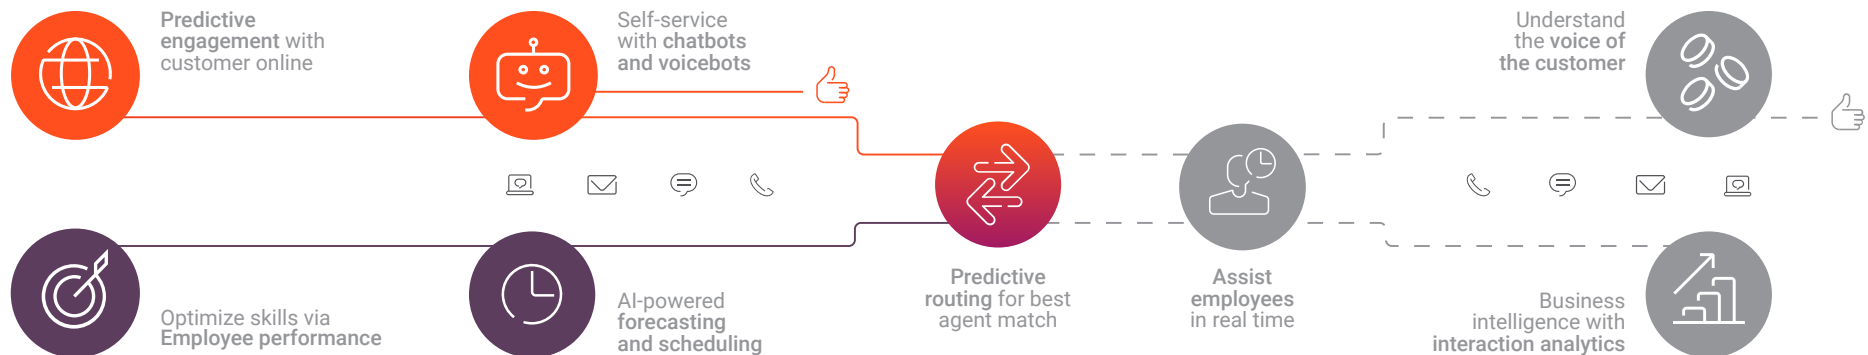 Predictive
engagement with
customer online
Self-service
with chatbots
and voicebots
Understand
the voice of
the customer
Optimize skills via
Employee performance
AI-powered
forecasting
and scheduling
Predictive
routing for best
agent match
Assist
employees
in real time
Business
intelligence with
interaction analytics